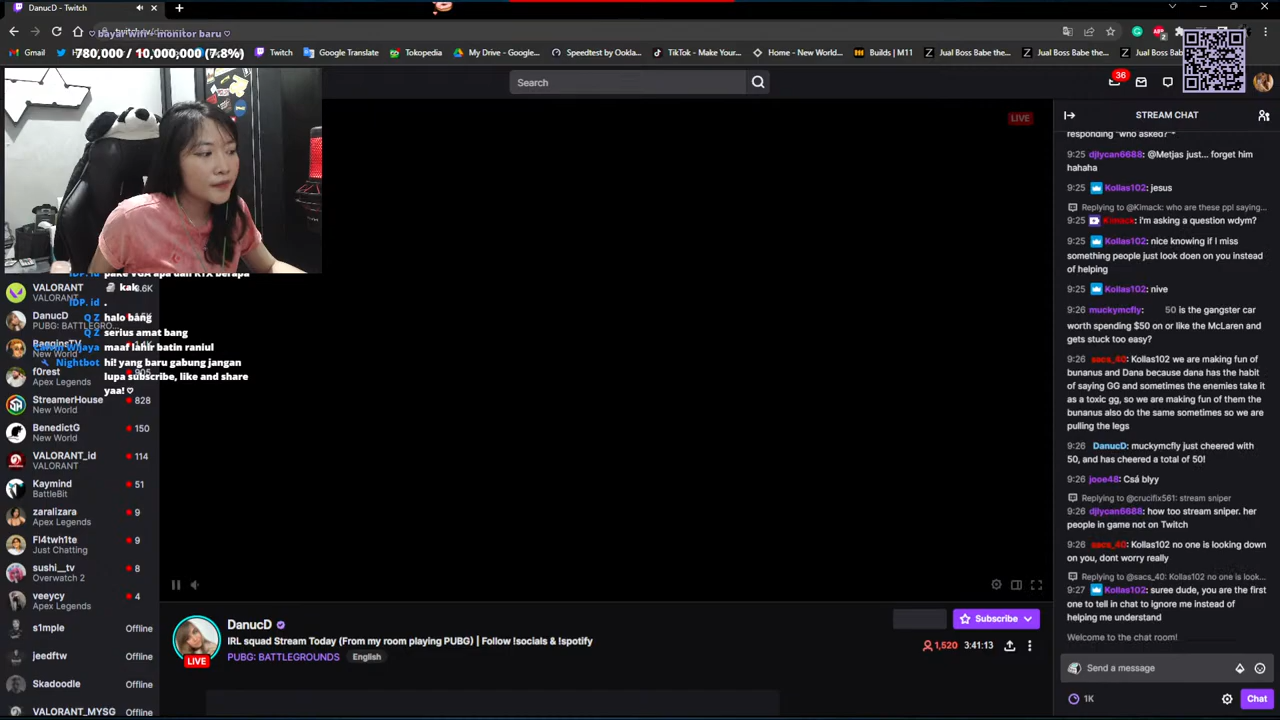 DanucD - Twitch
♡ bayar wifi + monitor baru ♡
Gmail
780,000 / 10,000,000 (7.8%)
Twitch
Google Translate
Tokopedia
My Drive - Google...
Speedtest by Ookla...
TikTok - Make Your...
Home - New World...
Builds | M11
Jual Boss Babe the...
Jual Boss Babe the...
Jual Boss Babe the...
Search
36
LIVE
STREAM CHAT
responding "who asked?"
9:25 djlycan6688: @Metjas just... forget him
hahaha
9:25 Kollas102: jesus
Replying to @Kimack: who are these ppl saying...
9:25 Kimack: i'm asking a question wdym?
9:25 Kollas102: nice knowing if I miss
something people just look doen on you instead
of helping
9:25 Kollas102: nive
9:26 muckymcfly: 50 is the gangster car
worth spending $50 on or like the McLaren and
gets stuck too easy?
9:26 sacs_40: Kollas102 we are making fun of
bunanus and Dana because dana has the habit
of saying GG and sometimes the enemies take it
as a toxic gg, so we are making fun of them the
bunanus also do the same sometimes so we are
pulling the legs
9:26 DanucD: muckymcfly just cheered with
50, and has cheered a total of 50!
9:26 jooe48: Csá blyy
Replying to @crucifix561: stream sniper
9:26 djlycan6688: how too stream sniper. her
people in game not on Twitch
9:26 sacs_40: Kollas102 no one is looking down
on you, dont worry really
Replying to @sacs_40: Kollas102 no one is look...
9:27 Kollas102: suree dude, you are the first
one to tell in chat to ignore me instead of
helping me understand
Welcome to the chat room!
Send a message
1K
Chat
IDP. id pake VGA apa dan RTX berapa
kak
IDP. id .
Q Z halo bang
Q Z serius amat bang
Wijaya maaf lahir batin raniul
Nightbot hi! yang baru gabung jangan
lupa subscribe, like and share
yaa! ♡
VALORANT
VALORANT
DanucD
PUBG: BATTLEGRO...
BagginsTV
New World
f0rest 905
Apex Legends
StreamerHouse 828
New World
BenedictG 150
New World
VALORANT_id 114
VALORANT
Kaymind 51
BattleBit
zaralizara 9
Apex Legends
Fl4twh1te 9
Just Chatting
sushi__tv 8
Overwatch 2
veeycy 4
Apex Legends
s1mple Offline
jeedftw Offline
Skadoodle Offline
VALORANT_MYSG Offline
DanucD
IRL squad Stream Today (From my room playing PUBG) | Follow !socials & !spotify
PUBG: BATTLEGROUNDS English
LIVE
Subscribe
1,520 3:41:13